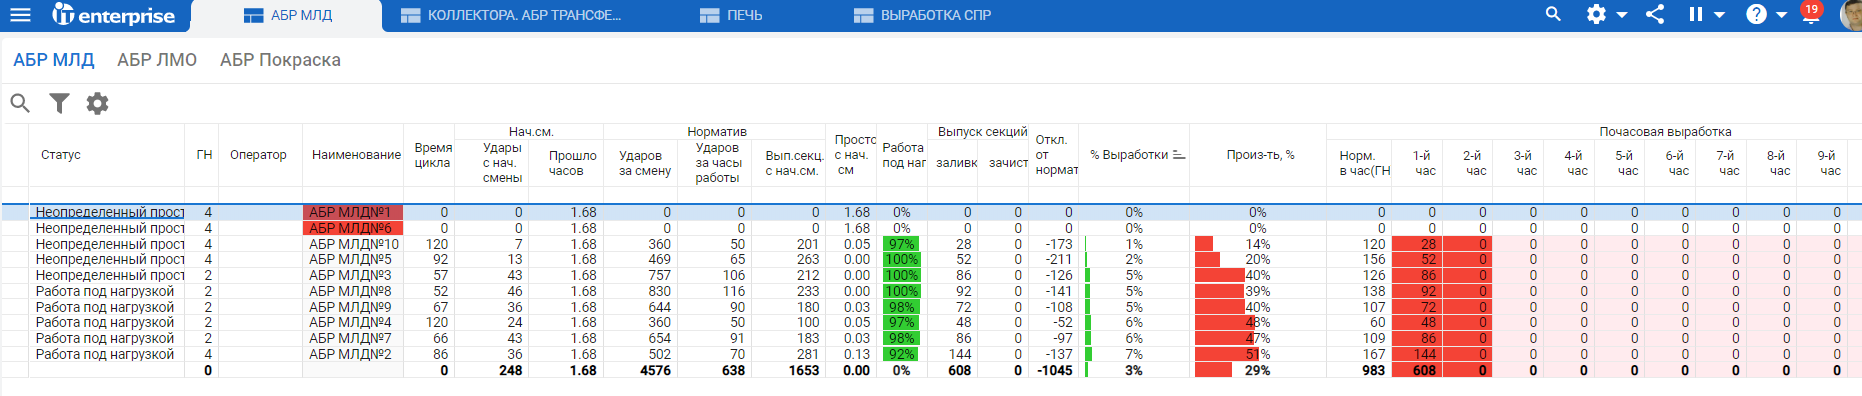 iT enterprise АБР МЛД КОЛЛЕКТОРА. АБР ТРАНСФЕ... ПЕЧЬ ВЫРАБОТКА СПР 19
АБР МЛД АБР ЛМО АБР Покраска
Нач.см. Норматив Выпуск секций Почасовая выработка
Статус ГН Оператор Наименование Время цикла Удары с нач. смены Прошло часов Ударов за смену Ударов за часы работы Вып.секц. с нач.см. Простс с нач. см Работа под наг заливк зачист Откл. от нормат % Выработки Произ-ть, % Норм. в час(ГН 1-й час 2-й час 3-й час 4-й час 5-й час 6-й час 7-й час 8-й час 9-й час
Неопределенный прост 4 АБР МЛД№1 0 0 1.68 0 0 0 1.68 0% 0 0 0 0% 0% 0 0 0 0 0 0 0 0 0 0
Неопределенный прост 4 АБР МЛД№6 0 0 1.68 0 0 0 1.68 0% 0 0 0 0% 0% 0 0 0 0 0 0 0 0 0 0
Неопределенный прост 4 АБР МЛД№10 120 7 1.68 360 50 201 0.05 97% 28 0 -173 1% 14% 120 28 0 0 0 0 0 0 0 0
Неопределенный прост 4 АБР МЛД№5 92 13 1.68 469 65 263 0.00 100% 52 0 -211 2% 20% 156 52 0 0 0 0 0 0 0 0
Неопределенный прост 2 АБР МЛД№3 57 43 1.68 757 106 212 0.00 100% 86 0 -126 5% 40% 126 86 0 0 0 0 0 0 0 0
Работа под нагрузкой 2 АБР МЛД№8 52 46 1.68 830 116 233 0.00 100% 92 0 -141 5% 39% 138 92 0 0 0 0 0 0 0 0
Работа под нагрузкой 2 АБР МЛД№9 67 36 1.68 644 90 180 0.03 98% 72 0 -108 5% 40% 107 72 0 0 0 0 0 0 0 0
Работа под нагрузкой 2 АБР МЛД№4 120 24 1.68 360 50 100 0.05 97% 48 0 -52 6% 48% 60 48 0 0 0 0 0 0 0 0
Работа под нагрузкой 2 АБР МЛД№7 66 43 1.68 654 91 183 0.03 98% 86 0 -97 6% 47% 109 86 0 0 0 0 0 0 0 0
Работа под нагрузкой 4 АБР МЛД№2 86 36 1.68 502 70 281 0.13 92% 144 0 -137 7% 51% 167 144 0 0 0 0 0 0 0 0
0 0 248 1.68 4576 638 1653 0.00 0% 608 0 -1045 3% 29% 983 608 0 0 0 0 0 0 0 0